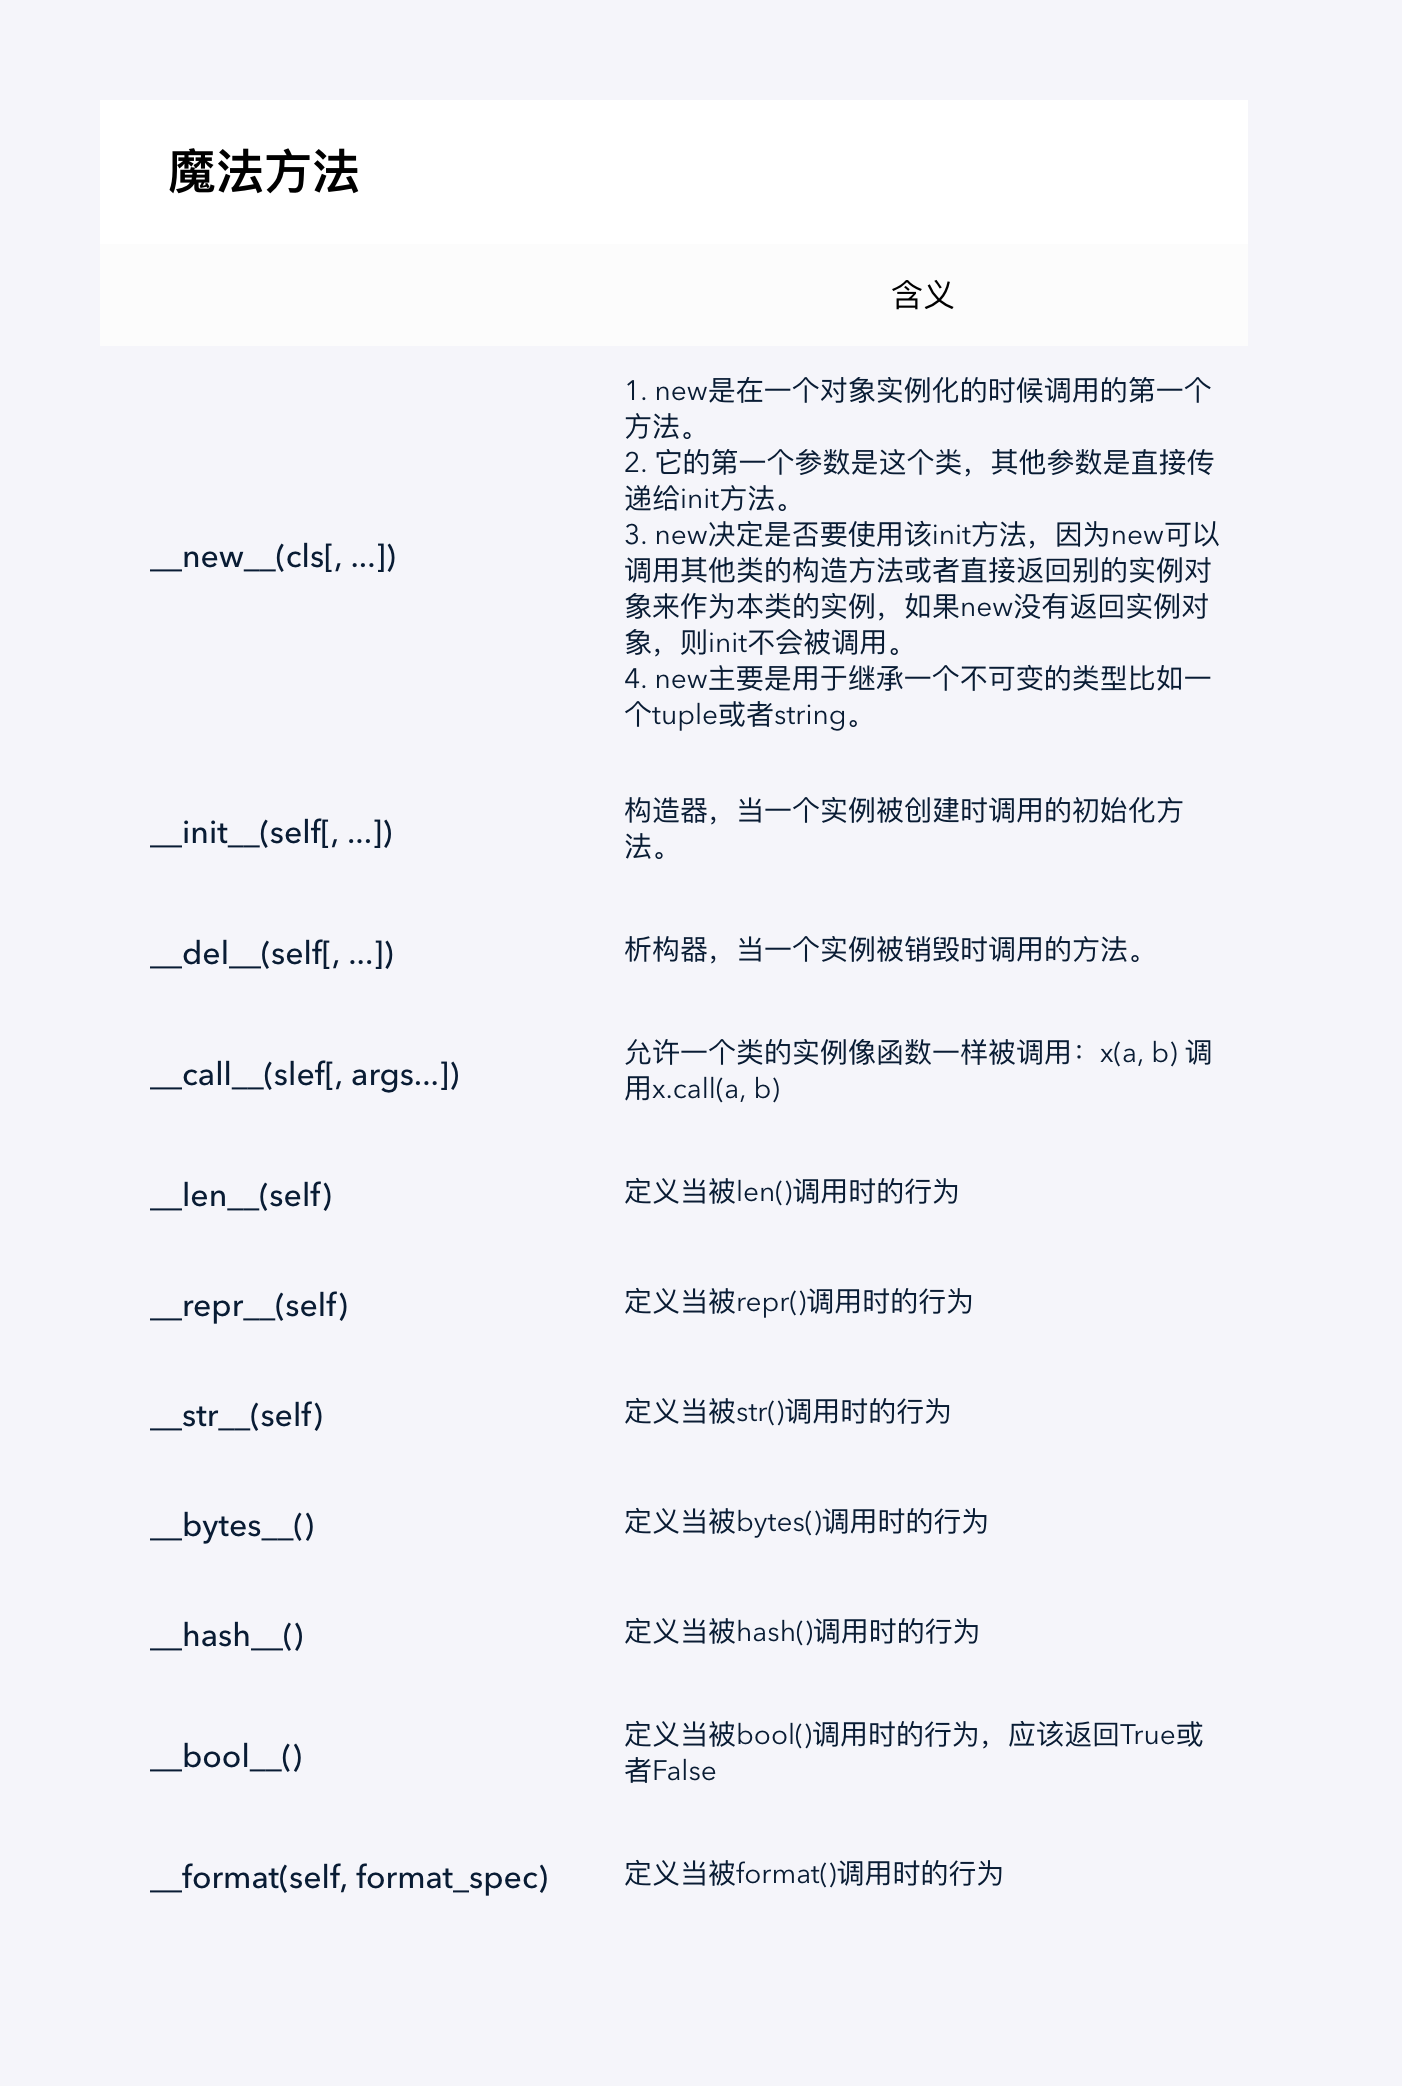 魔法方法
含义
__new__(cls[, ...])
1. new是在一个对象实例化的时候调用的第一个
方法。
2. 它的第一个参数是这个类，其他参数是直接传
递给init方法。
3. new决定是否要使用该init方法，因为new可以
调用其他类的构造方法或者直接返回别的实例对
象来作为本类的实例，如果new没有返回实例对
象，则init不会被调用。
4. new主要是用于继承一个不可变的类型比如一
个tuple或者string。
__init__(self[, ...])
构造器，当一个实例被创建时调用的初始化方
法。
__del__(self[, ...])
析构器，当一个实例被销毁时调用的方法。
__call__(slef[, args...])
允许一个类的实例像函数一样被调用：x(a, b) 调
用x.call(a, b)
__len__(self)
定义当被len()调用时的行为
__repr__(self)
定义当被repr()调用时的行为
__str__(self)
定义当被str()调用时的行为
__bytes__()
定义当被bytes()调用时的行为
__hash__()
定义当被hash()调用时的行为
__bool__()
定义当被bool()调用时的行为，应该返回True或
者False
__format(self, format_spec)
定义当被format()调用时的行为